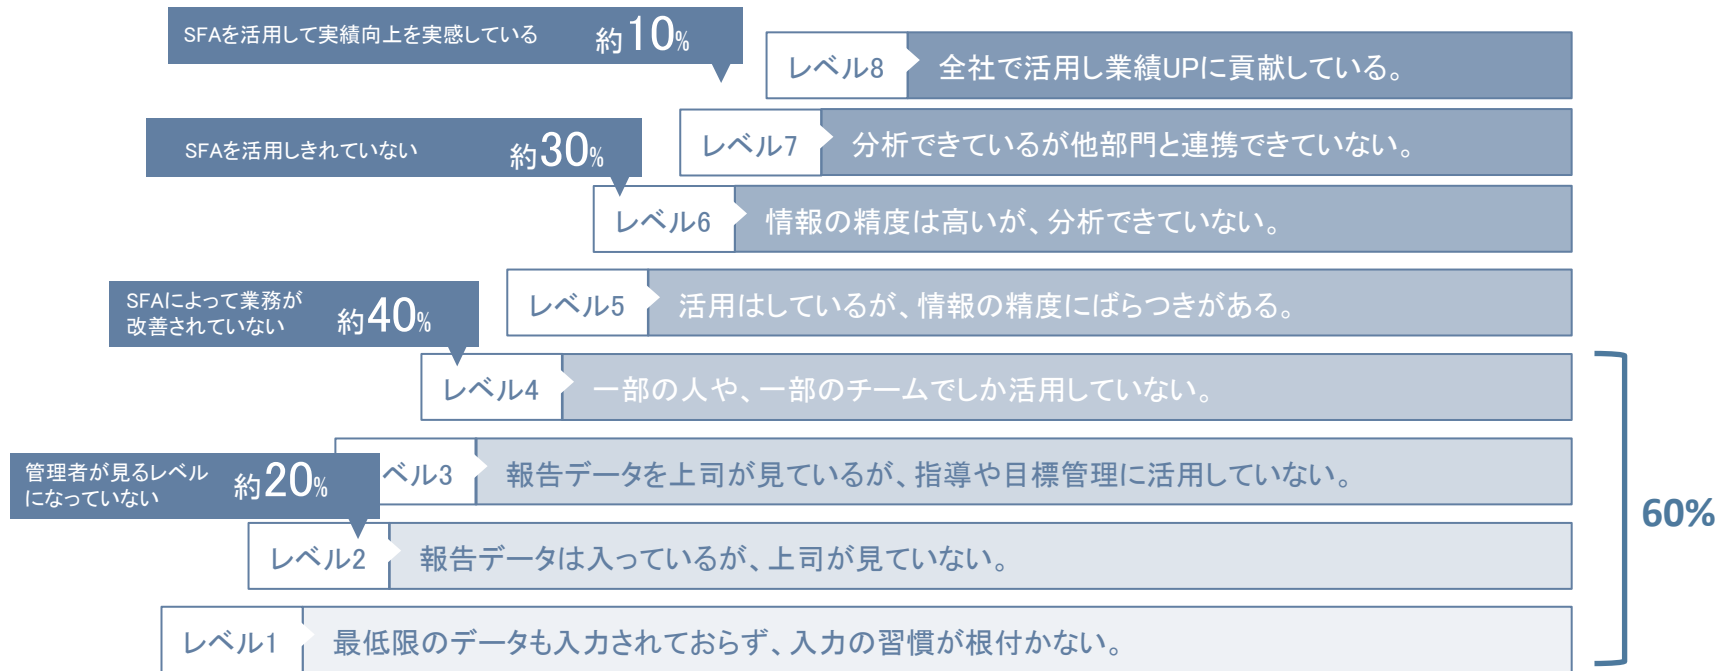 SFAを活用して実績向上を実感している 約10%
レベル8 全社で活用し業績UPに貢献している。
レベル7 分析できているが他部門と連携できていない。
SFAを活用しきれていない 約30%
レベル6 情報の精度は高いが、分析できていない。
レベル5 活用はしているが、情報の精度にばらつきがある。
SFAによって業務が
改善されていない 約40%
レベル4 一部の人や、一部のチームでしか活用していない。
ベル3 報告データを上司が見ているが、指導や目標管理に活用していない。
管理者が見るレベル
になっていない 約20%
60%
レベル2 報告データは入っているが、上司が見ていない。
レベル1 最低限のデータも入力されておらず、入力の習慣が根付かない。